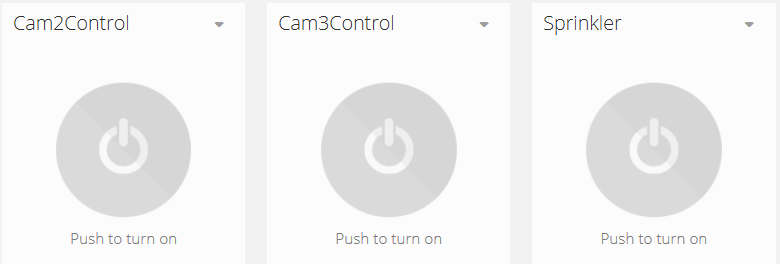 Cam2Control
Push to turn on
Cam3Control
Push to turn on
Sprinkler
Push to turn on